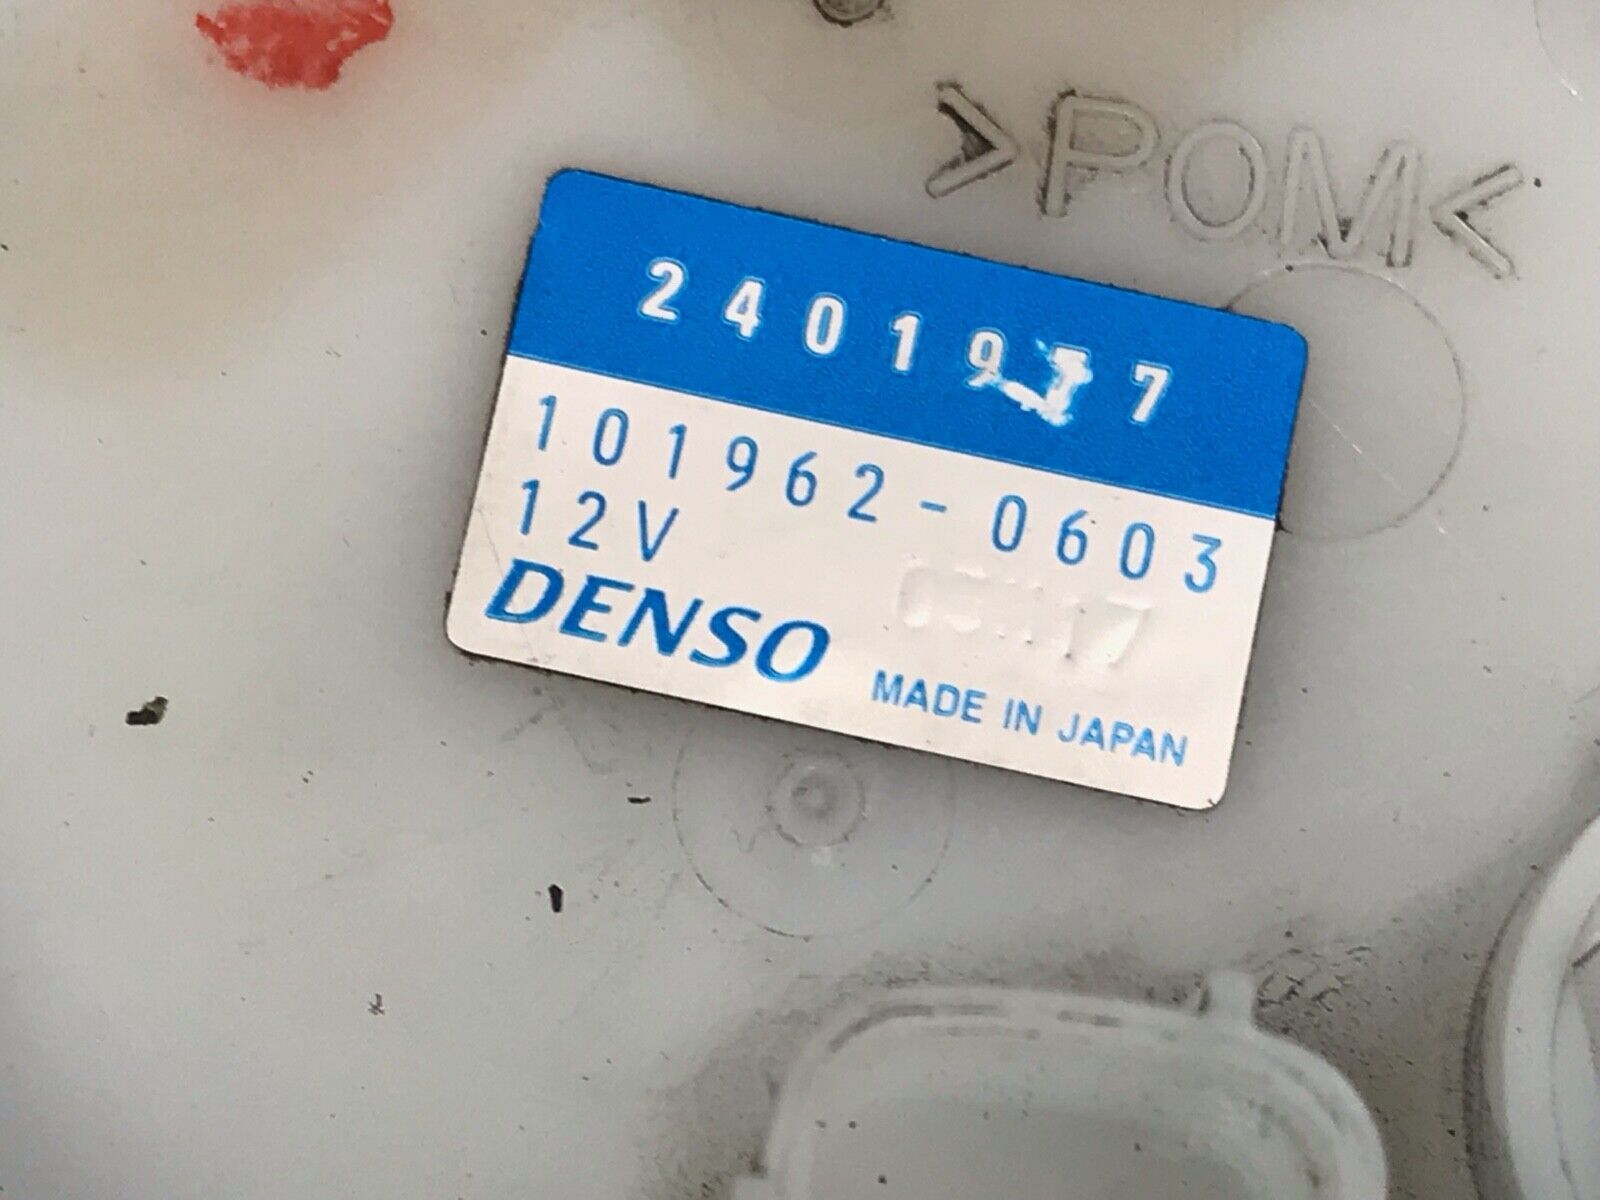 >POM<
101962-0603
12V
DENSO
MADE IN JAPAN